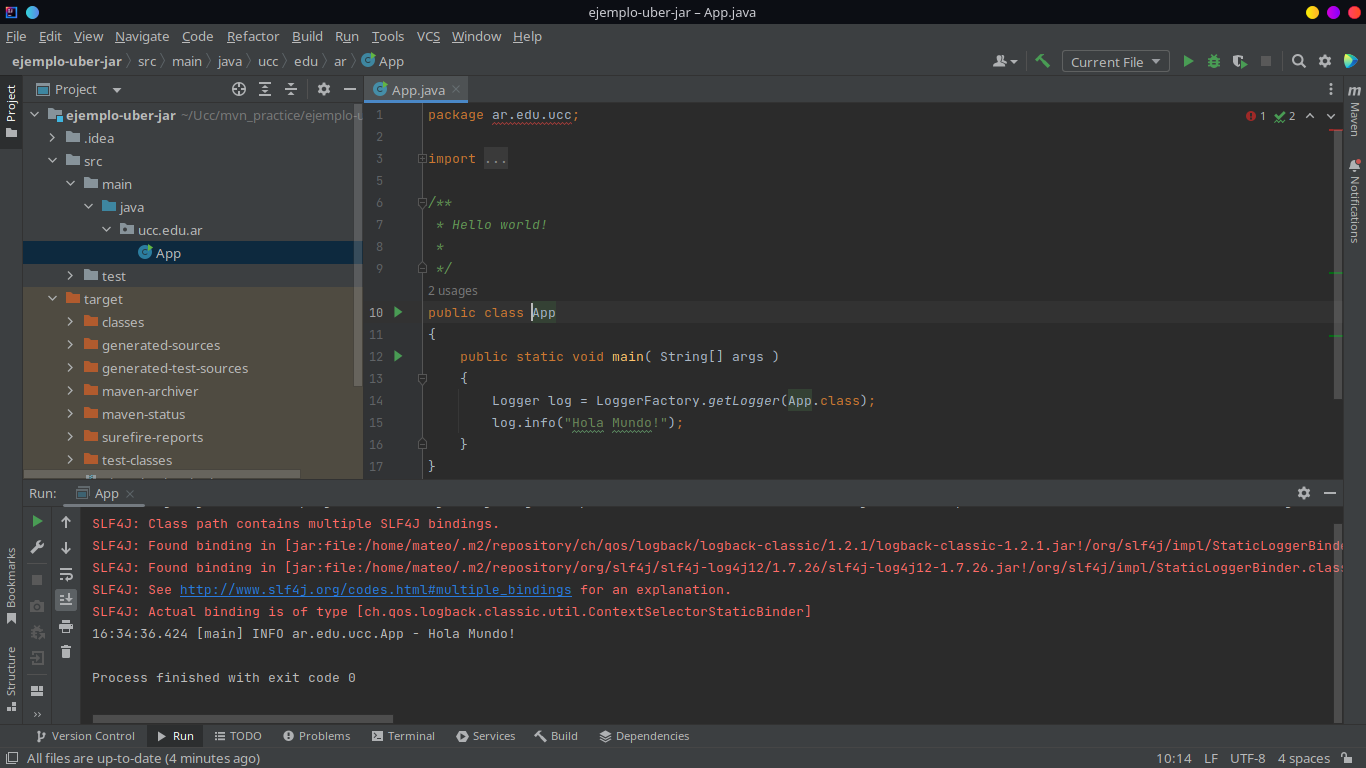 ejemplo-uber-jar – App.java
File Edit View Navigate Code Refactor Build Run Tools VCS Window Help
ejemplo-uber-jar src main java ucc edu ar App
Current File
Project
Project
App.java
ejemplo-uber-jar ~/Ucc/mvn_practice/ejemplo-u
.idea
src
main
java
ucc.edu.ar
App
test
target
classes
generated-sources
generated-test-sources
maven-archiver
maven-status
surefire-reports
test-classes
1 package ar.edu.ucc;
1 2
2
3 import ...
5
6 /**
7 * Hello world!
8 *
9 */
2 usages
10 public class App
11 {
12 public static void main( String[] args )
13 {
14 Logger log = LoggerFactory.getLogger(App.class);
15 log.info("Hola Mundo!");
16 }
17 }
m Maven
Notifications
Run: App
SLF4J: Class path contains multiple SLF4J bindings.
SLF4J: Found binding in [jar:file:/home/mateo/.m2/repository/ch/qos/logback/logback-classic/1.2.1/logback-classic-1.2.1.jar!/org/slf4j/impl/StaticLoggerBinde
SLF4J: Found binding in [jar:file:/home/mateo/.m2/repository/org/slf4j/slf4j-log4j12/1.7.26/slf4j-log4j12-1.7.26.jar!/org/slf4j/impl/StaticLoggerBinder.class
SLF4J: See http://www.slf4j.org/codes.html#multiple_bindings for an explanation.
SLF4J: Actual binding is of type [ch.qos.logback.classic.util.ContextSelectorStaticBinder]
16:34:36.424 [main] INFO ar.edu.ucc.App - Hola Mundo!
Process finished with exit code 0
Bookmarks
Structure
Version Control Run TODO Problems Terminal Services Build Dependencies
All files are up-to-date (4 minutes ago)
10:14 LF UTF-8 4 spaces